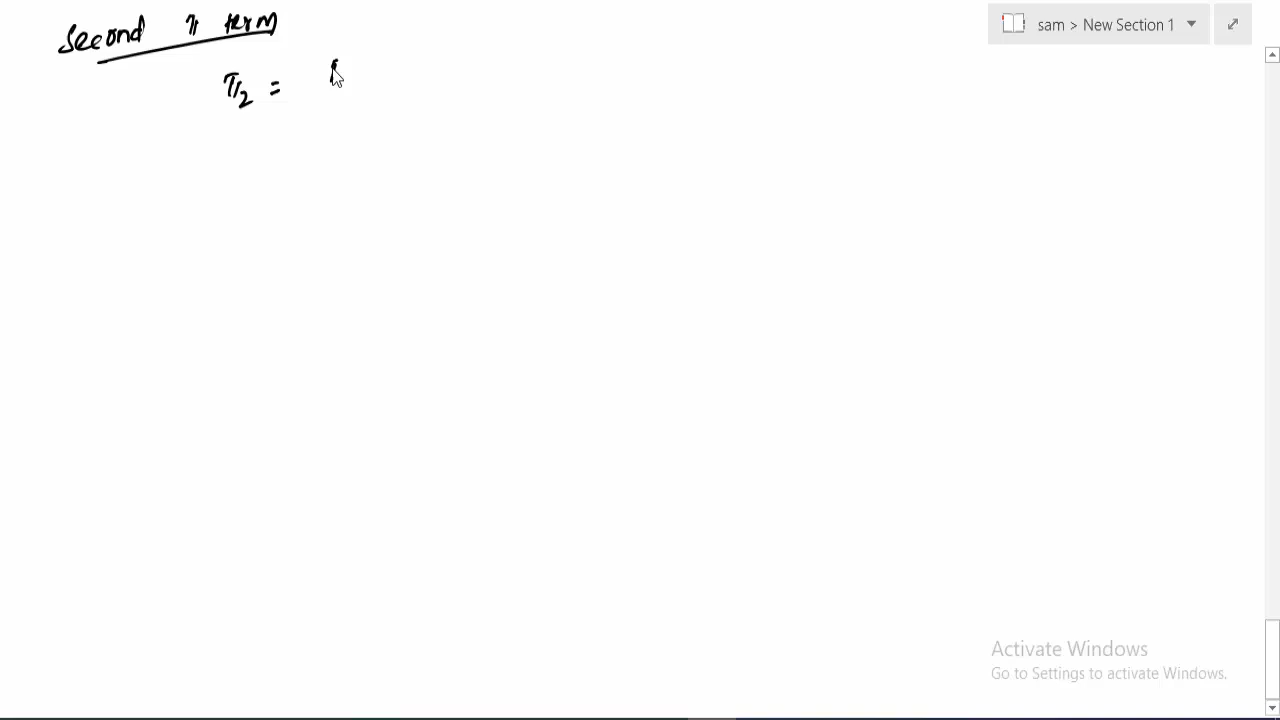 Second π term
sam > New Section 1
π₂ =
Activate Windows
Go to Settings to activate Windows.